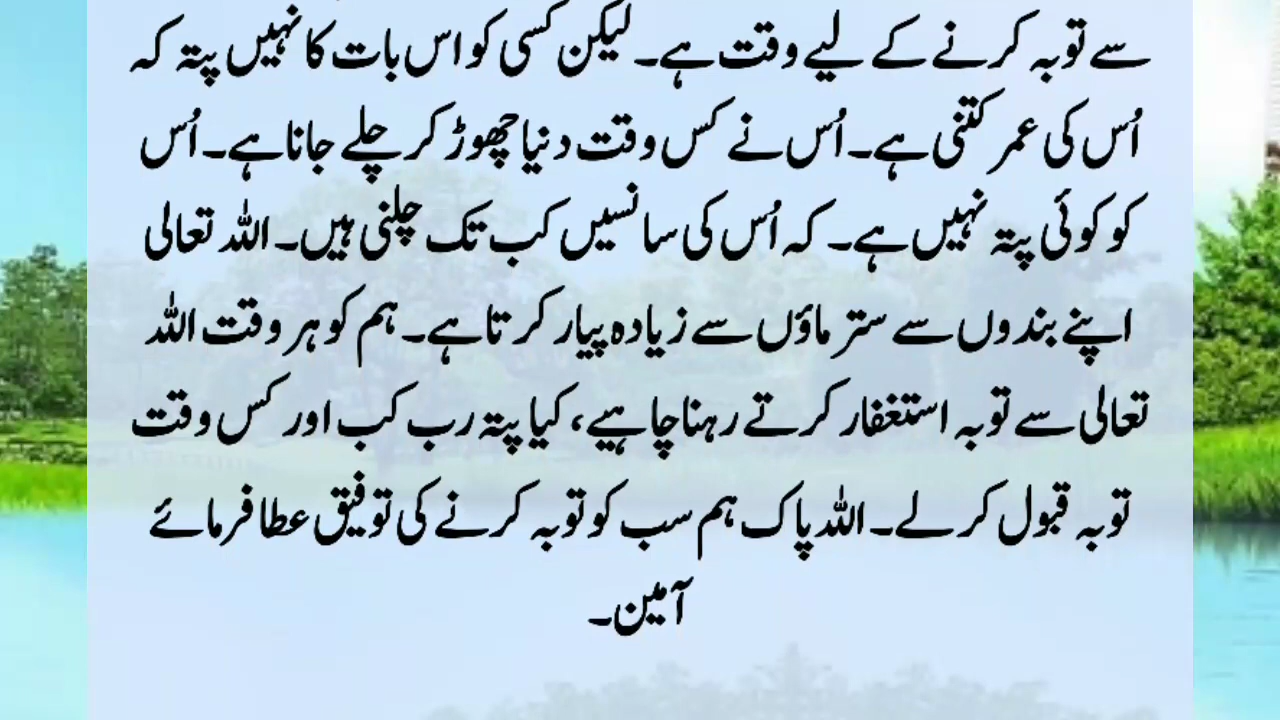 سے توبہ کرنے کے لیے وقت ہے۔ لیکن کسی کو اس بات کا نہیں پتہ کہ
اُس کی عمر کتنی ہے۔ اُس نے کس وقت دنیا چھوڑ کر چلے جانا ہے۔ اُس
کو کوئی پتہ نہیں ہے۔ کہ اُس کی سانسیں کب تک چلنی ہیں۔ اللہ تعالی
اپنے بندوں سے ستر ماؤں سے زیادہ پیار کرتا ہے۔ ہم کو ہر وقت اللہ
تعالی سے توبہ استغفار کرتے رہنا چاہیے، کیا پتہ رب کب اور کس وقت
توبہ قبول کر لے۔ اللہ پاک ہم سب کو توبہ کرنے کی توفیق عطا فرمائے
آمین۔